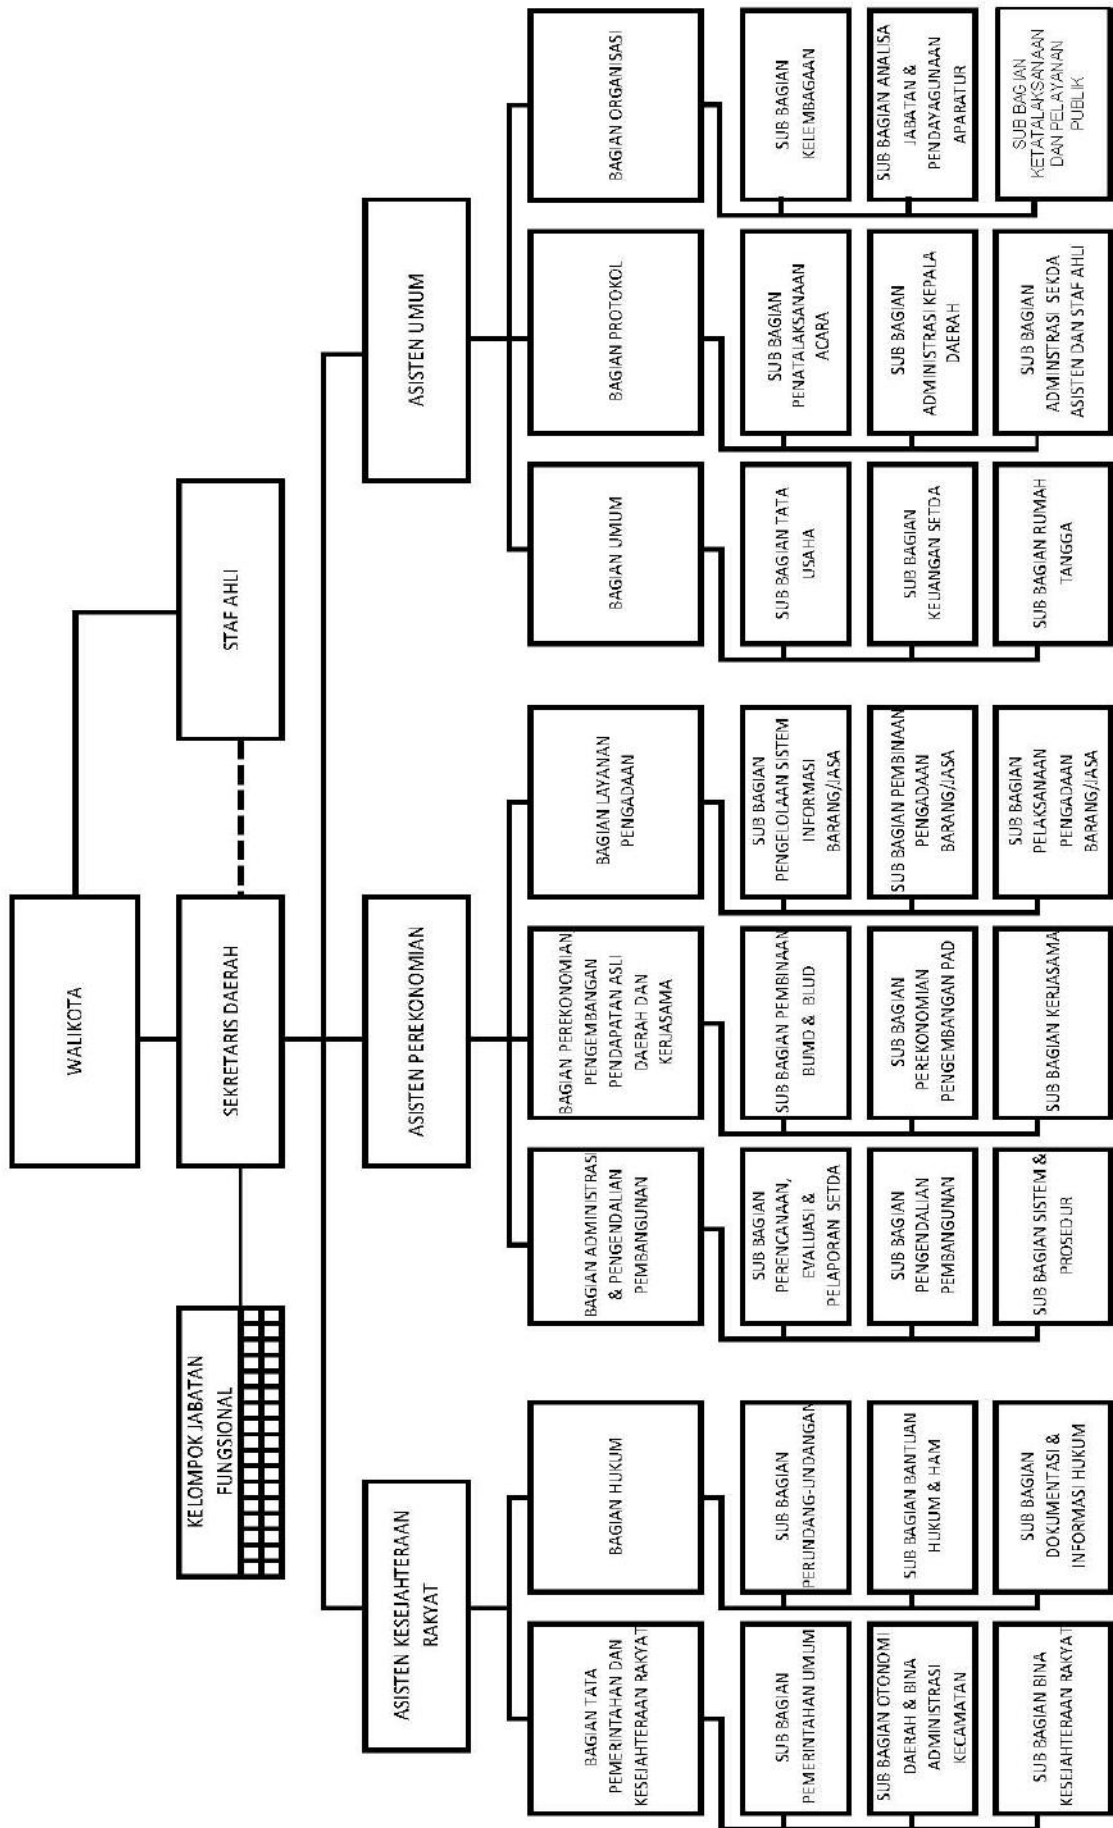 WALIKOTA
SEKRETARIS DAERAH
STAF AHLI
KELOMPOK JABATAN
FUNGSIONAL
ASISTEN KESEJAHTERAAN
RAKYAT
ASISTEN PEREKONOMIAN
ASISTEN UMUM
BAGIAN TATA
PEMERINTAHAN DAN
KESEJAHTERAAN RAKYAT
BAGIAN HUKUM
BAGIAN ADMINISTRASI
& PENGENDALIAN
PEMBANGUNAN
BAGIAN PEREKONOMIAN
PENGEMBANGAN
PENDAPATAN ASLI
DAERAH DAN
KERJASAMA
BAGIAN LAYANAN
PENGADAAN
BAGIAN UMUM
BAGIAN PROTOKOL
BAGIAN ORGANISASI
SUB BAGIAN
PEMERINTAHAN UMUM
SUB BAGIAN
PERUNDANG-UNDANGAN
SUB BAGIAN
PERENCANAAN,
EVALUASI &
PELAPORAN SETDA
SUB BAGIAN PEMBINAAN
BUMD & BLUD
SUB BAGIAN
PENGELOLAAN SISTEM
INFORMASI
BARANG/JASA
SUB BAGIAN TATA
USAHA
SUB BAGIAN
PENATALAKSANAAN
ACARA
SUB BAGIAN
KELEMBAGAAN
SUB BAGIAN OTONOMI
DAERAH & BINA
ADMINISTRASI
KECAMATAN
SUB BAGIAN BANTUAN
HUKUM & HAM
SUB BAGIAN
PENGENDALIAN
PEMBANGUNAN
SUB BAGIAN
PEREKONOMIAN
PENGEMBANGAN PAD
SUB BAGIAN PEMBINAAN
PENGADAAN
BARANG/JASA
SUB BAGIAN
KEUANGAN SETDA
SUB BAGIAN
ADMINISTRASI KEPALA
DAERAH
SUB BAGIAN ANALISA
JABATAN &
PENDAYAGUNAAN
APARATUR
SUB BAGIAN BINA
KESEJAHTERAAN RAKYAT
SUB BAGIAN
DOKUMENTASI &
INFORMASI HUKUM
SUB BAGIAN SISTEM &
PROSEDUR
SUB BAGIAN KERJASAMA
SUB BAGIAN
PELAKSANAAN
PENGADAAN
BARANG/JASA
SUB BAGIAN RUMAH
TANGGA
SUB BAGIAN
ADMINSTRASI SEKDA
ASISTEN DAN STAF AHLI
SUB BAGIAN
KETATALAKSANAAN
DAN PELAYANAN
PUBLIK